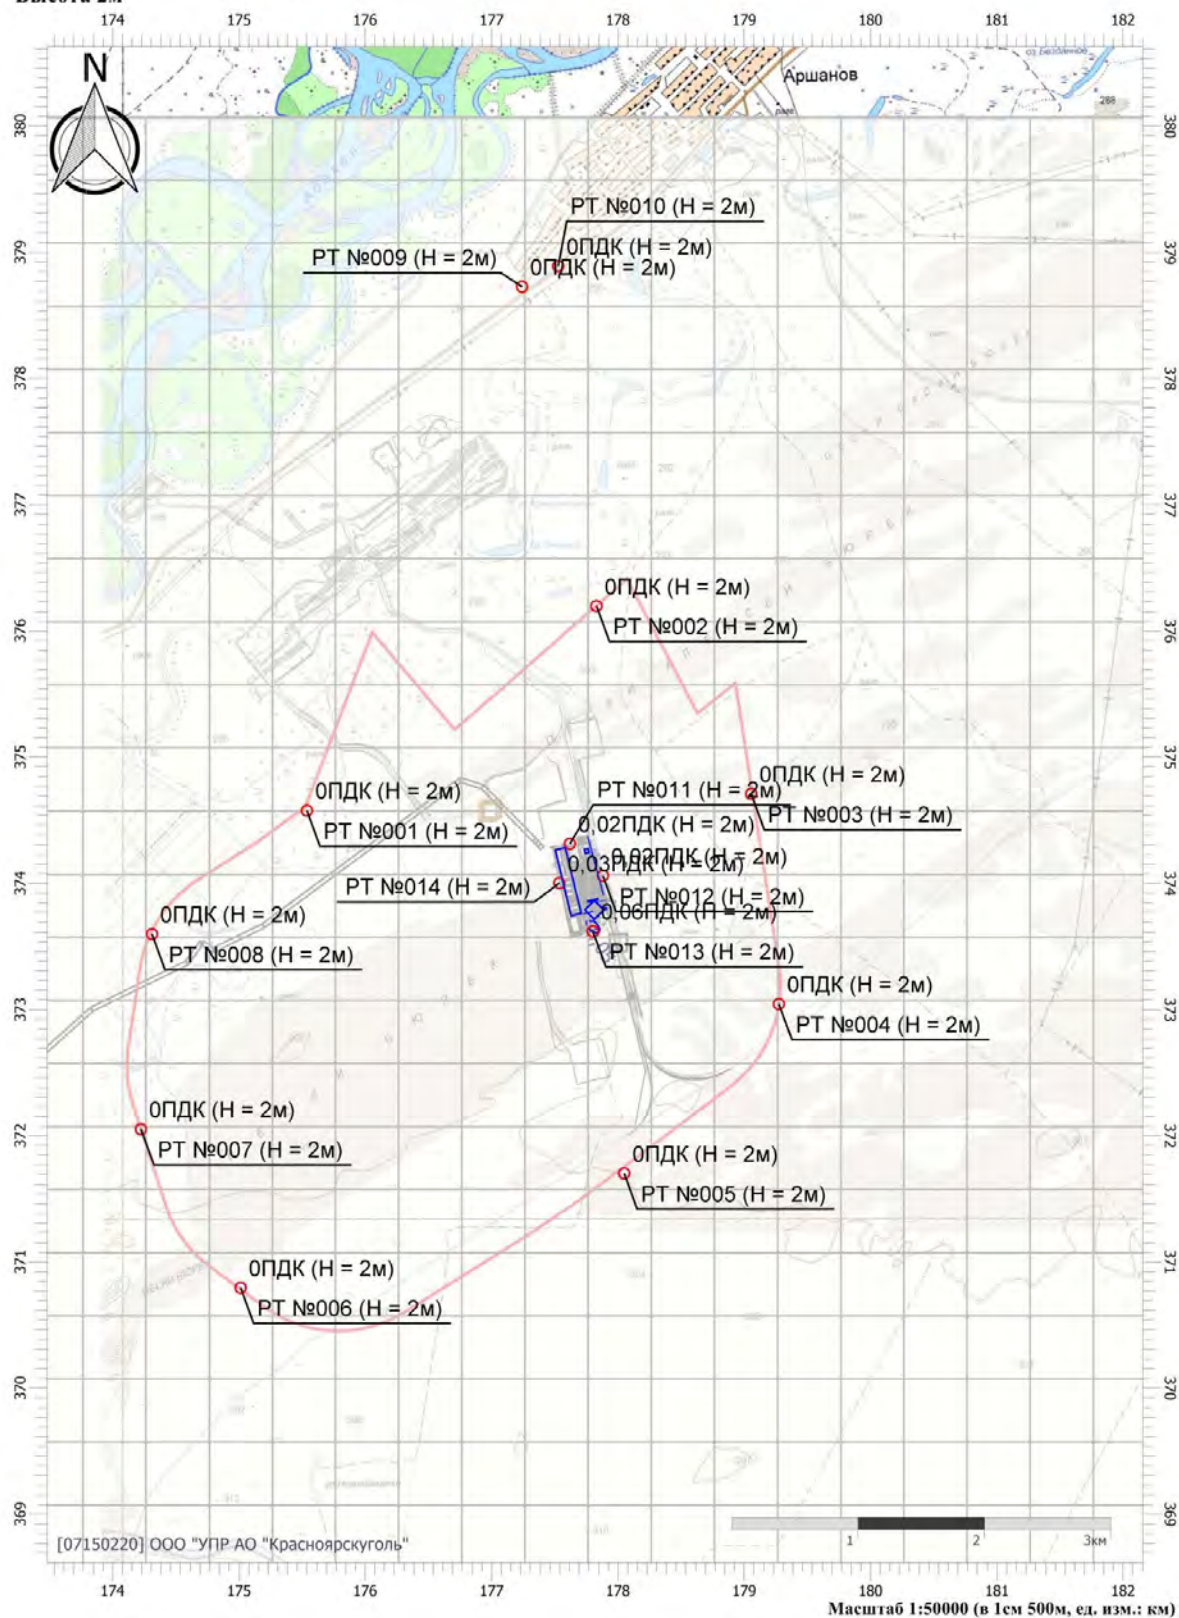 Высота 2м
174 175 176 177 178 179 180 181 182
N
Аршанов
оз Бездонное
380 380
РТ №010 (Н = 2м)
0ПДК (Н = 2м)
РТ №009 (Н = 2м)
0ПДК (Н = 2м)
379 379
378 378
377 377
0ПДК (Н = 2м)
РТ №002 (Н = 2м)
376 376
375 375
0ПДК (Н = 2м)
РТ №003 (Н = 2м)
0ПДК (Н = 2м)
РТ №001 (Н = 2м)
РТ №011 (Н = 2м)
0,02ПДК (Н = 2м)
0,02ПДК (Н = 2м)
0,03ПДК (Н = 2м)
РТ №014 (Н = 2м)
РТ №012 (Н = 2м)
374 374
0,06ПДК (Н = 2м)
РТ №013 (Н = 2м)
0ПДК (Н = 2м)
РТ №008 (Н = 2м)
0ПДК (Н = 2м)
РТ №004 (Н = 2м)
373 373
0ПДК (Н = 2м)
РТ №007 (Н = 2м)
372 372
0ПДК (Н = 2м)
РТ №005 (Н = 2м)
371 371
0ПДК (Н = 2м)
РТ №006 (Н = 2м)
370 370
369 369
[07150220] ООО "УПР АО "Красноярскуголь"
1 2 3км
174 175 176 177 178 179 180 181 182
Масштаб 1:50000 (в 1см 500м, ед. изм.: км)